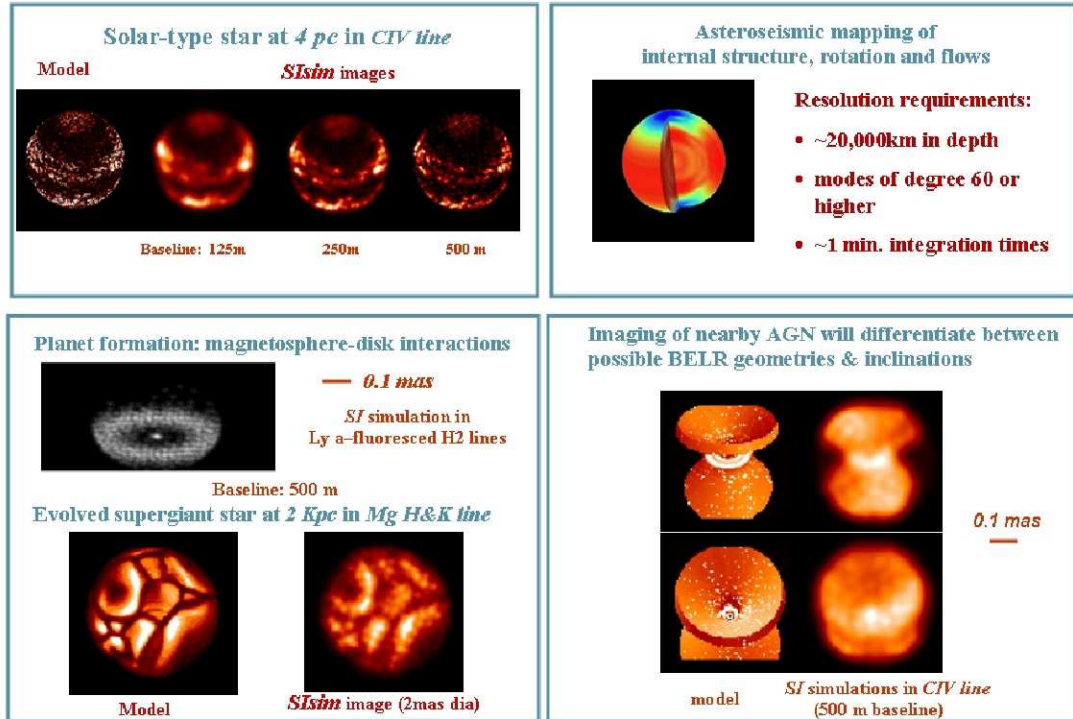 Solar-type star at 4 pc in CIV line
Model
SIsim images
Baseline: 125m
250m
500 m
Asteroseismic mapping of
internal structure, rotation and flows
Resolution requirements:
• ~20,000km in depth
• modes of degree 60 or
higher
• ~1 min. integration times
Planet formation: magnetosphere-disk interactions
0.1 mas
SI simulation in
Ly a–fluoresced H2 lines
Baseline: 500 m
Evolved supergiant star at 2 Kpc in Mg H&K line
Model
SIsim image (2mas dia)
Imaging of nearby AGN will differentiate between
possible BELR geometries & inclinations
0.1 mas
model
SI simulations in CIV line
(500 m baseline)